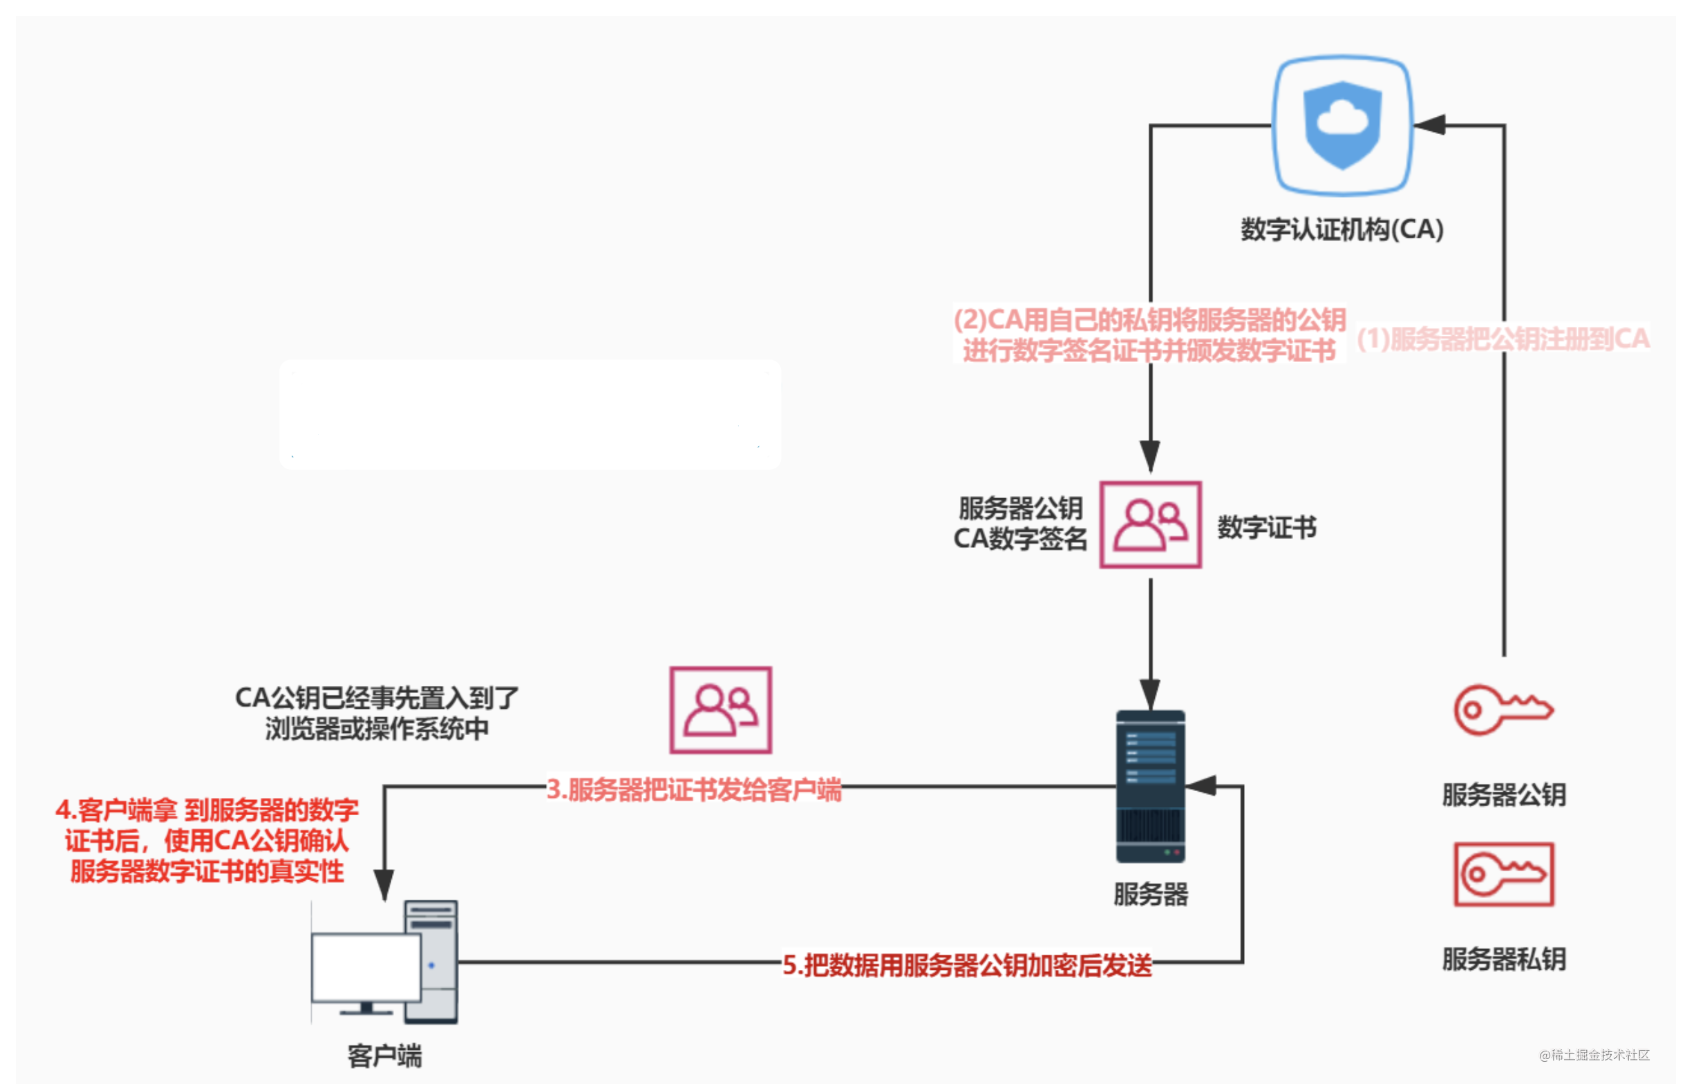 数字认证机构(CA)
(2)CA用自己的私钥将服务器的公钥
进行数字签名证书并颁发数字证书
(1)服务器把公钥注册到CA
服务器公钥
CA数字签名
数字证书
CA公钥已经事先置入到了
浏览器或操作系统中
3.服务器把证书发给客户端
4.客户端拿 到服务器的数字
证书后，使用CA公钥确认
服务器数字证书的真实性
服务器
服务器公钥
服务器私钥
5.把数据用服务器公钥加密后发送
客户端
@稀土掘金技术社区